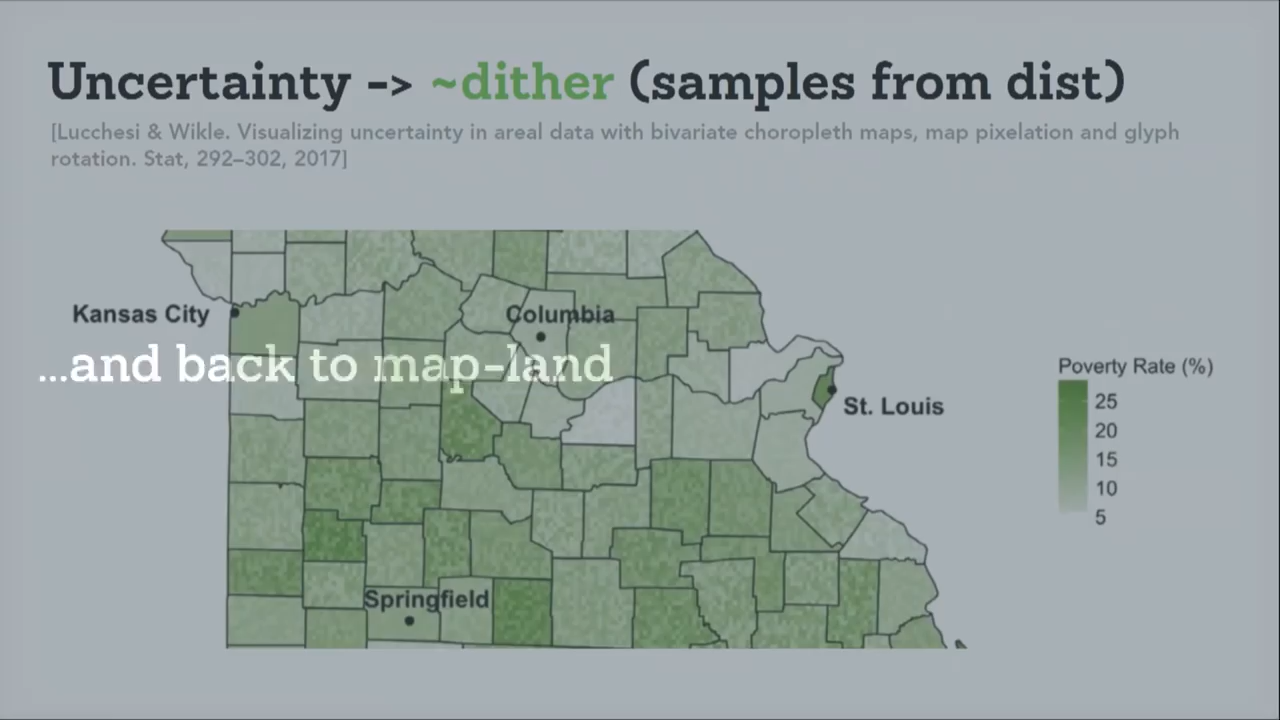 Uncertainty -> ~dither (samples from dist)
[Lucchesi & Wikle. Visualizing uncertainty in areal data with bivariate choropleth maps, map pixelation and glyph
rotation. Stat, 292–302, 2017]
Kansas City
Columbia
...and back to map-land
St. Louis
Springfield
Poverty Rate (%)
25
20
15
10
5